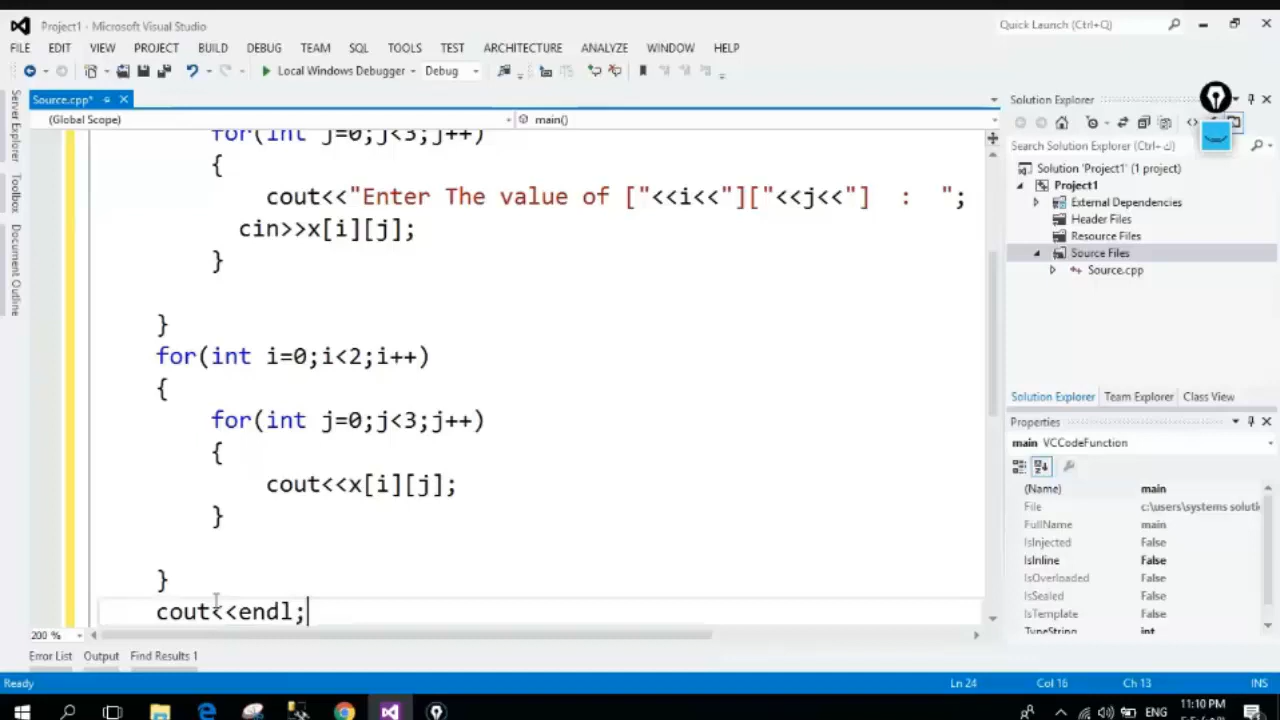 Project1 - Microsoft Visual Studio
Quick Launch (Ctrl+Q)
FILE EDIT VIEW PROJECT BUILD DEBUG TEAM SQL TOOLS TEST ARCHITECTURE ANALYZE WINDOW HELP
Local Windows Debugger Debug
Source.cpp*
(Global Scope) main()
Server Explorer
Toolbox
Document Outline
for(int j=0;j<3;j++)
{
cout<<"Enter The value of ["<<i<<"]["<<j<<"]  :  ";
cin>>x[i][j];
}
}
for(int i=0;i<2;i++)
{
for(int j=0;j<3;j++)
{
cout<<x[i][j];
}
}
cout<<endl;
200 %
Error List Output Find Results 1
Solution Explorer
Search Solution Explorer (Ctrl+ك)
Solution 'Project1' (1 project)
Project1
External Dependencies
Header Files
Resource Files
Source Files
Source.cpp
Solution Explorer Team Explorer Class View
Properties
main VCCodeFunction
(Name) main
File c:\users\systems soluti
FullName main
IsInjected False
IsInline False
IsOverloaded False
IsSealed False
IsTemplate False
TypeString int
Ready Ln 24 Col 16 Ch 13 INS
ENG 11:10 PM